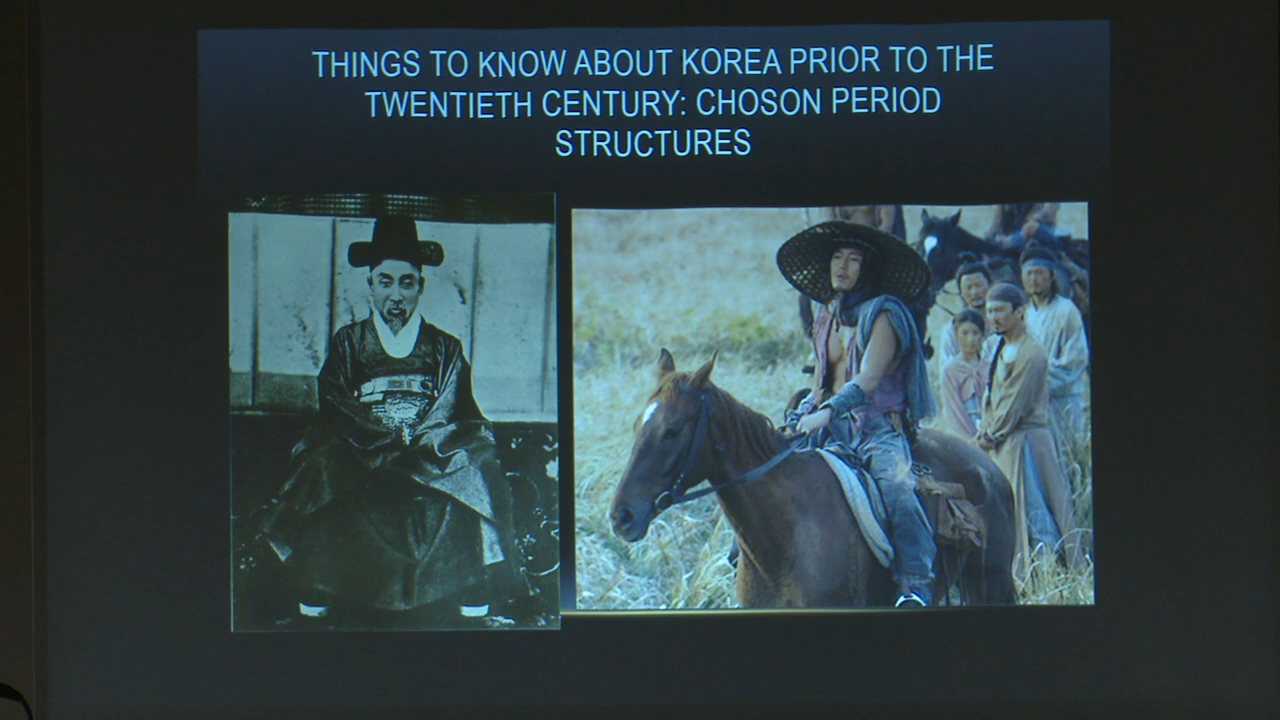 THINGS TO KNOW ABOUT KOREA PRIOR TO THE
TWENTIETH CENTURY: CHOSON PERIOD
STRUCTURES